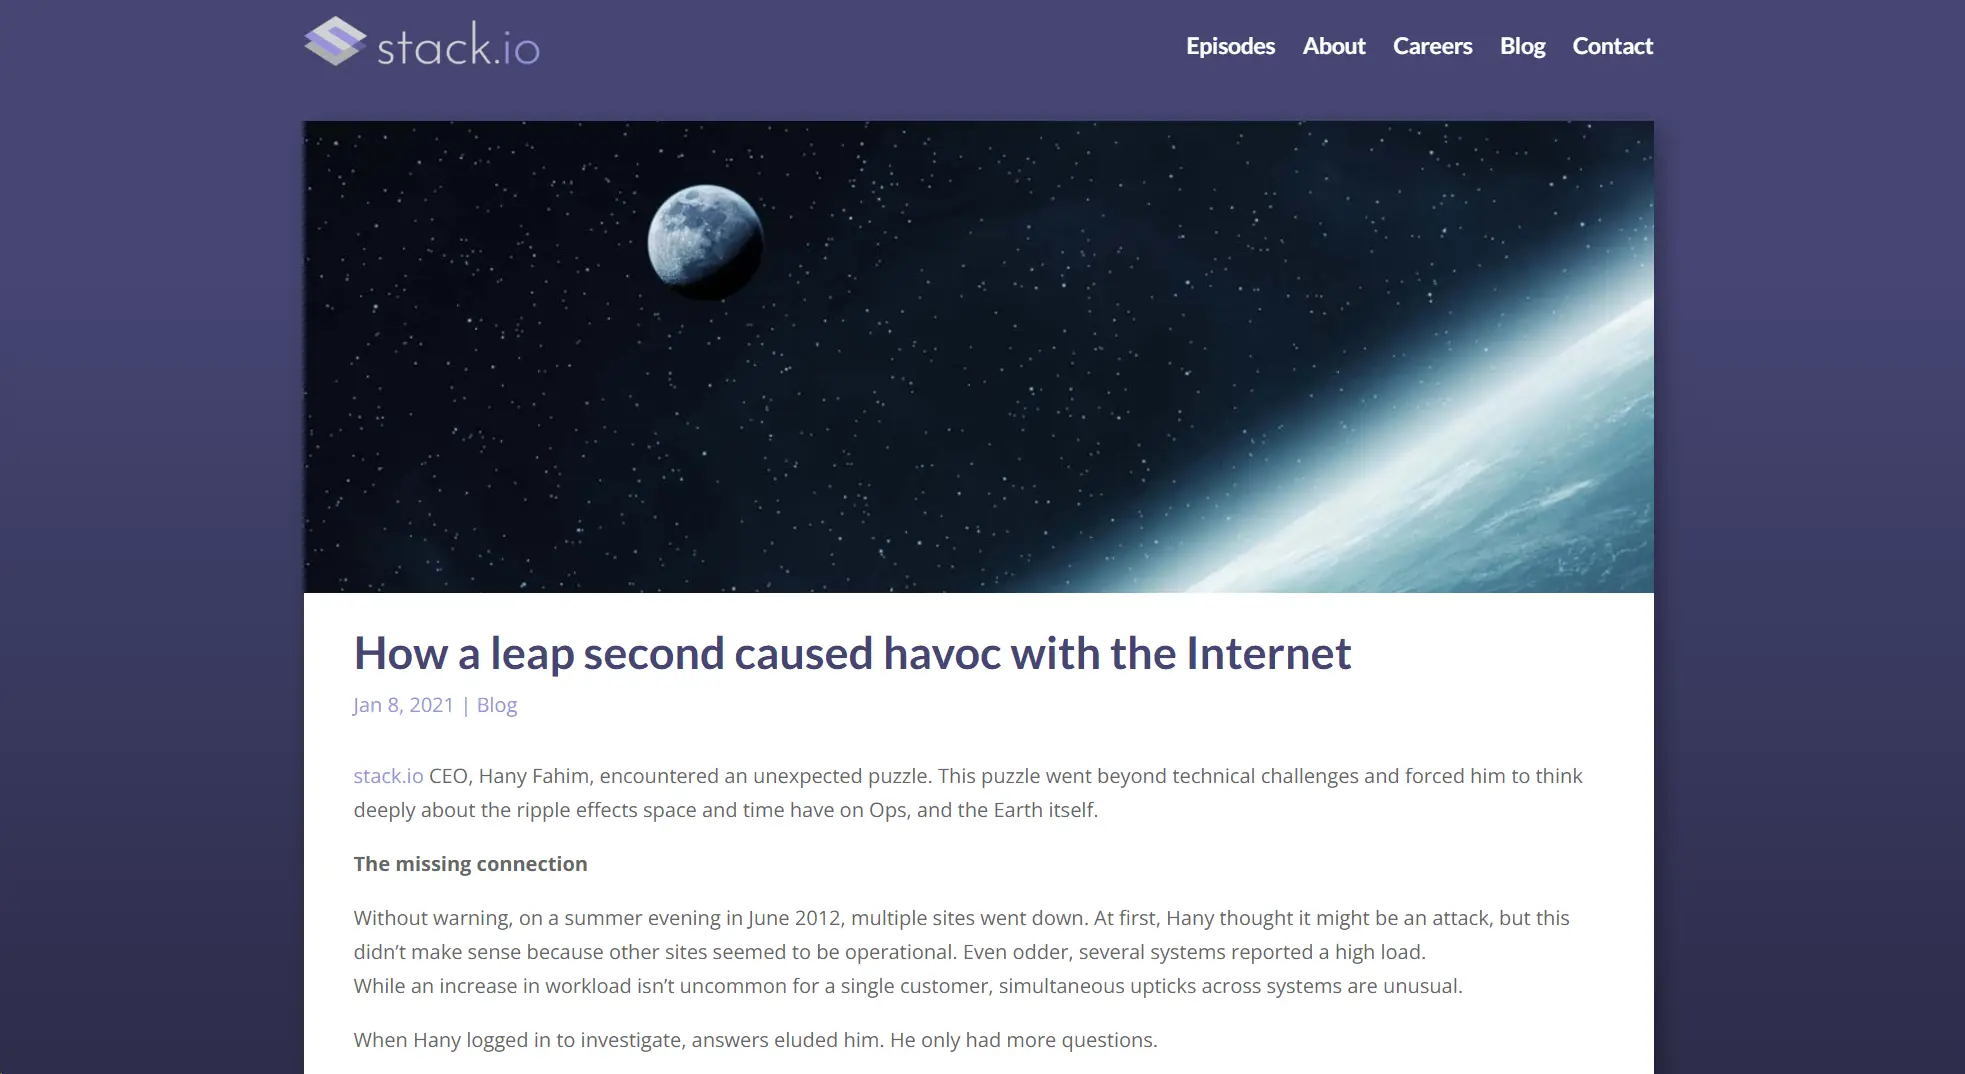 stack.io
Episodes About Careers Blog Contact
How a leap second caused havoc with the Internet
Jan 8, 2021 | Blog
stack.io CEO, Hany Fahim, encountered an unexpected puzzle. This puzzle went beyond technical challenges and forced him to think
deeply about the ripple effects space and time have on Ops, and the Earth itself.
The missing connection
Without warning, on a summer evening in June 2012, multiple sites went down. At first, Hany thought it might be an attack, but this
didn’t make sense because other sites seemed to be operational. Even odder, several systems reported a high load.
While an increase in workload isn’t uncommon for a single customer, simultaneous upticks across systems are unusual.
When Hany logged in to investigate, answers eluded him. He only had more questions.